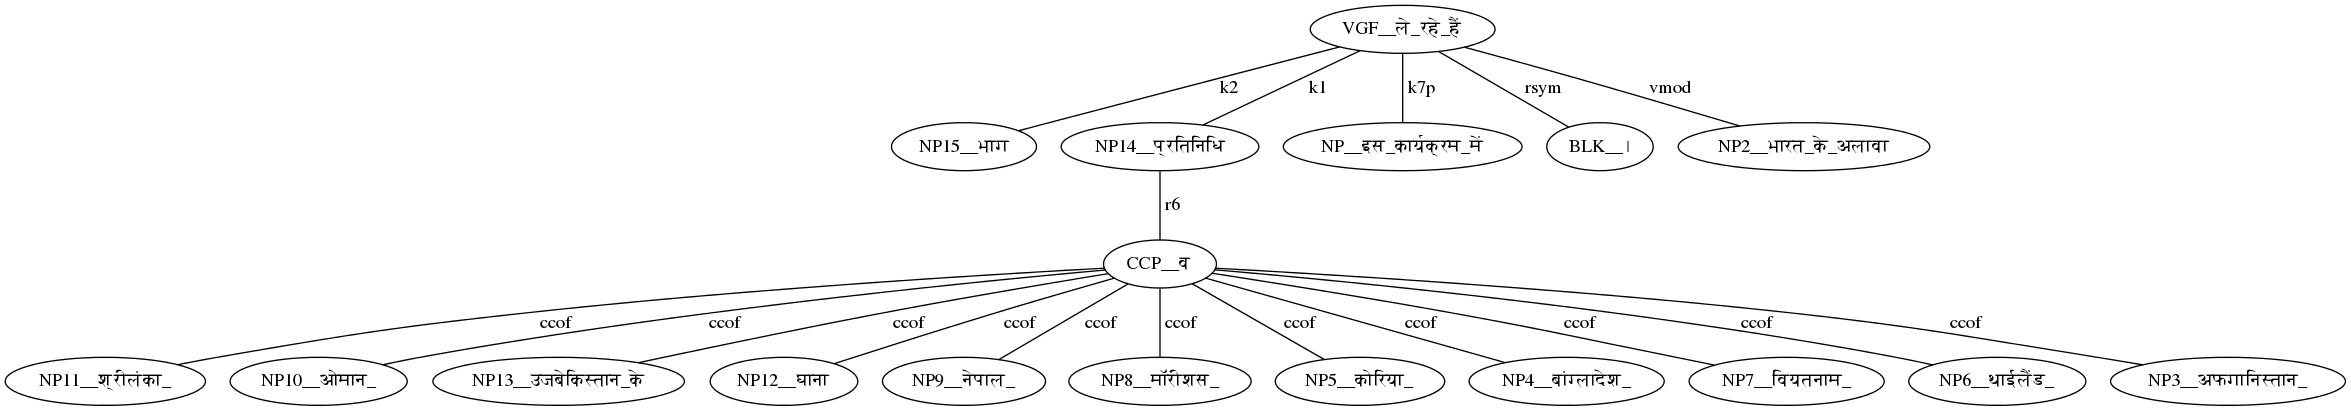 VGF__ले_रहे_हैं
k2 k1 k7p rsym vmod
NP15__भाग NP14__प्रतिनिधि NP__इस_कार्यक्रम_में BLK__। NP2__भारत_के_अलावा
r6
CCP__व
ccof ccof ccof ccof ccof ccof ccof ccof ccof ccof ccof
NP11__श्रीलंका_ NP10__ओमान_ NP13__उजबेकिस्तान_के NP12__घाना NP9__नेपाल_ NP8__मॉरीशस_ NP5__कोरिया_ NP4__बांग्लादेश_ NP7__वियतनाम_ NP6__थाईलैंड_ NP3__अफगानिस्तान_